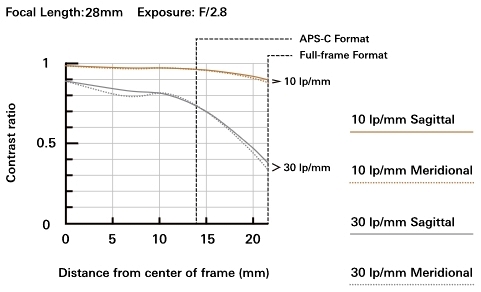 Focal Length:28mm Exposure: F/2.8
APS-C Format
Full-frame Format
1
10 lp/mm
10 lp/mm Sagittal
Contrast ratio
0.5
10 lp/mm Meridional
30 lp/mm
30 lp/mm Sagittal
0
0 5 10 15 20
Distance from center of frame (mm)
30 lp/mm Meridional